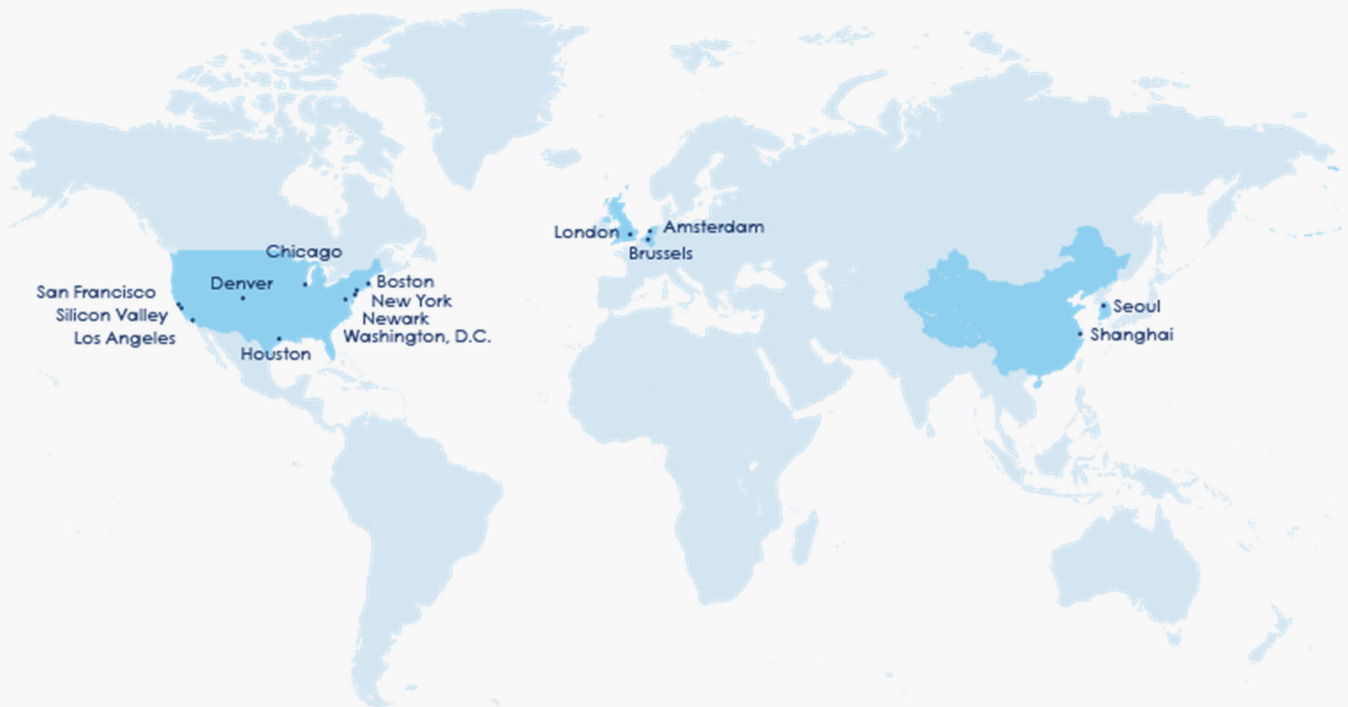 Chicago
Denver
San Francisco
Silicon Valley
Los Angeles
Houston
Boston
New York
Newark
Washington, D.C.
London
Amsterdam
Brussels
Seoul
Shanghai